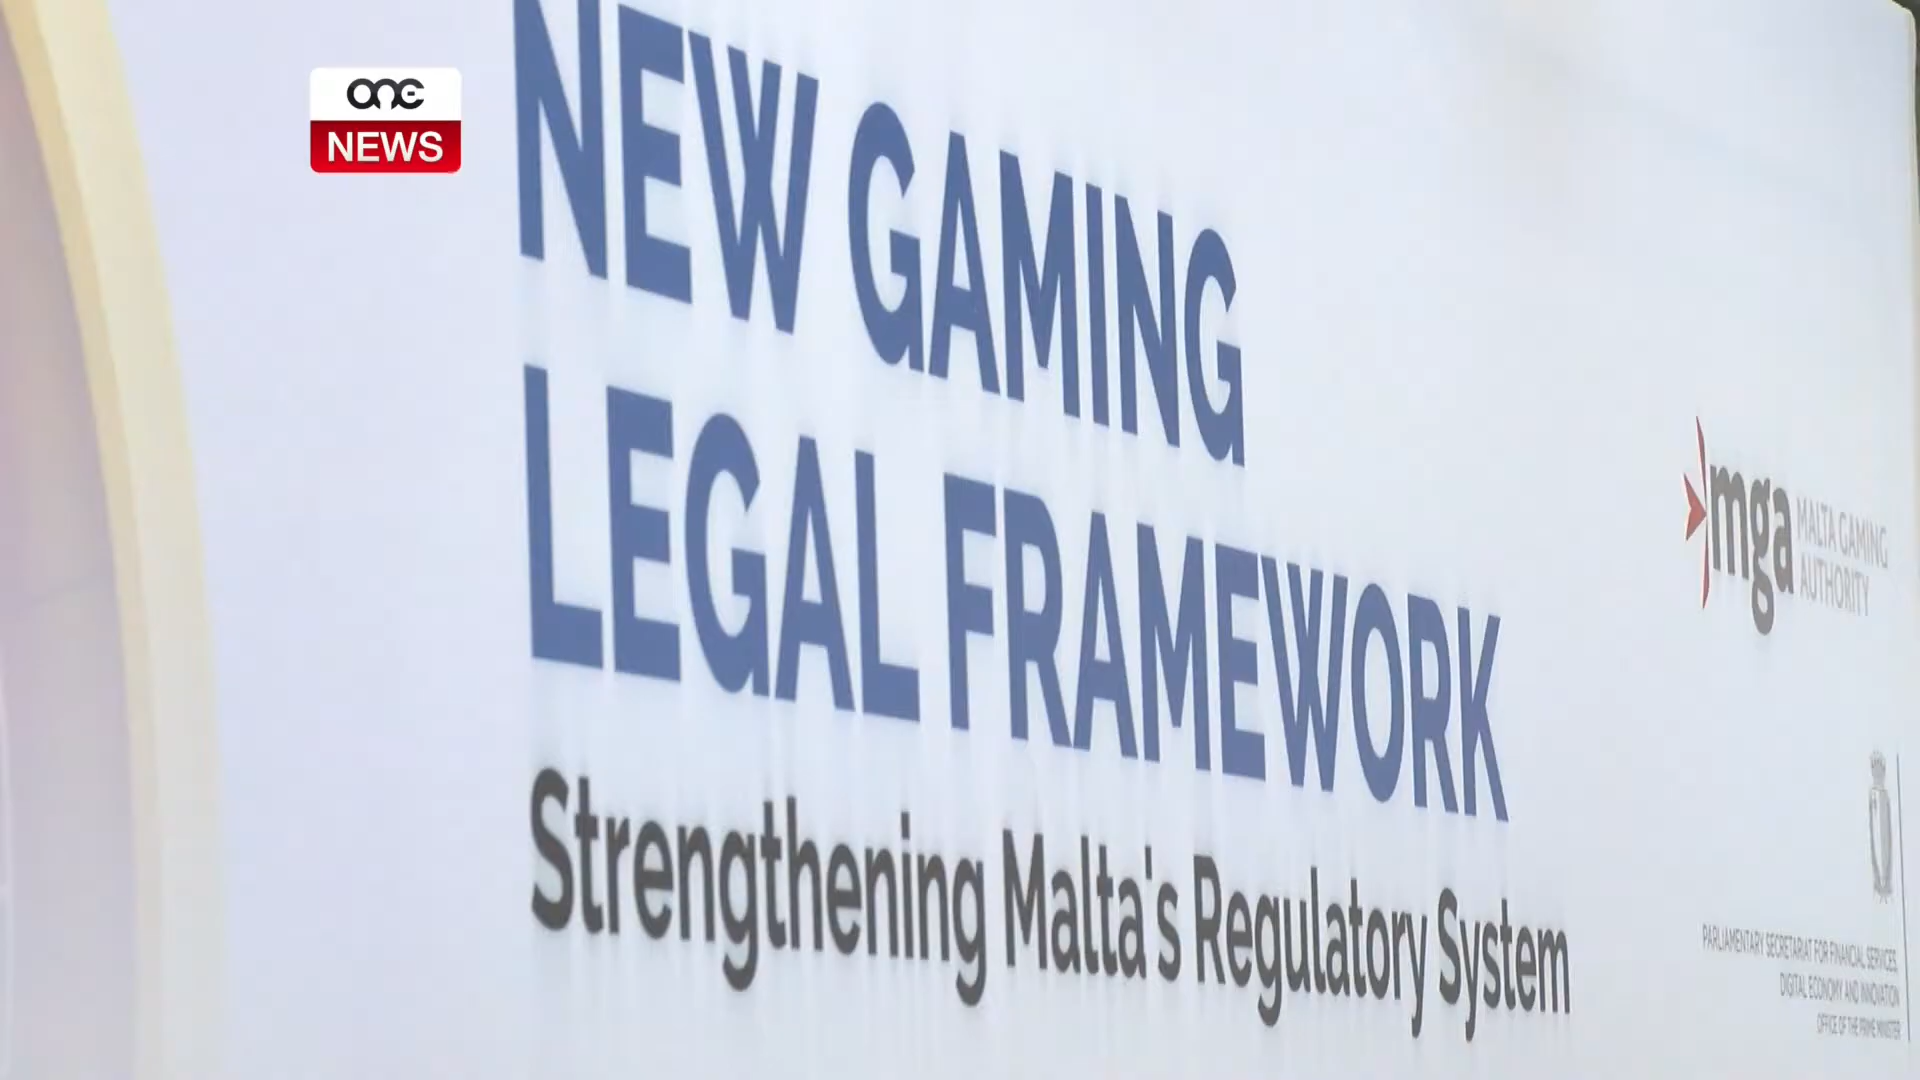 one
NEWS
NEW GAMING
LEGAL FRAMEWORK
Strengthening Malta's Regulatory System
mga
MALTA GAMING
AUTHORITY
PARLIAMENTARY SECRETARIAT FOR FINANCIAL SERVICES,
DIGITAL ECONOMY AND INNOVATION
OFFICE OF THE PRIME MINISTER